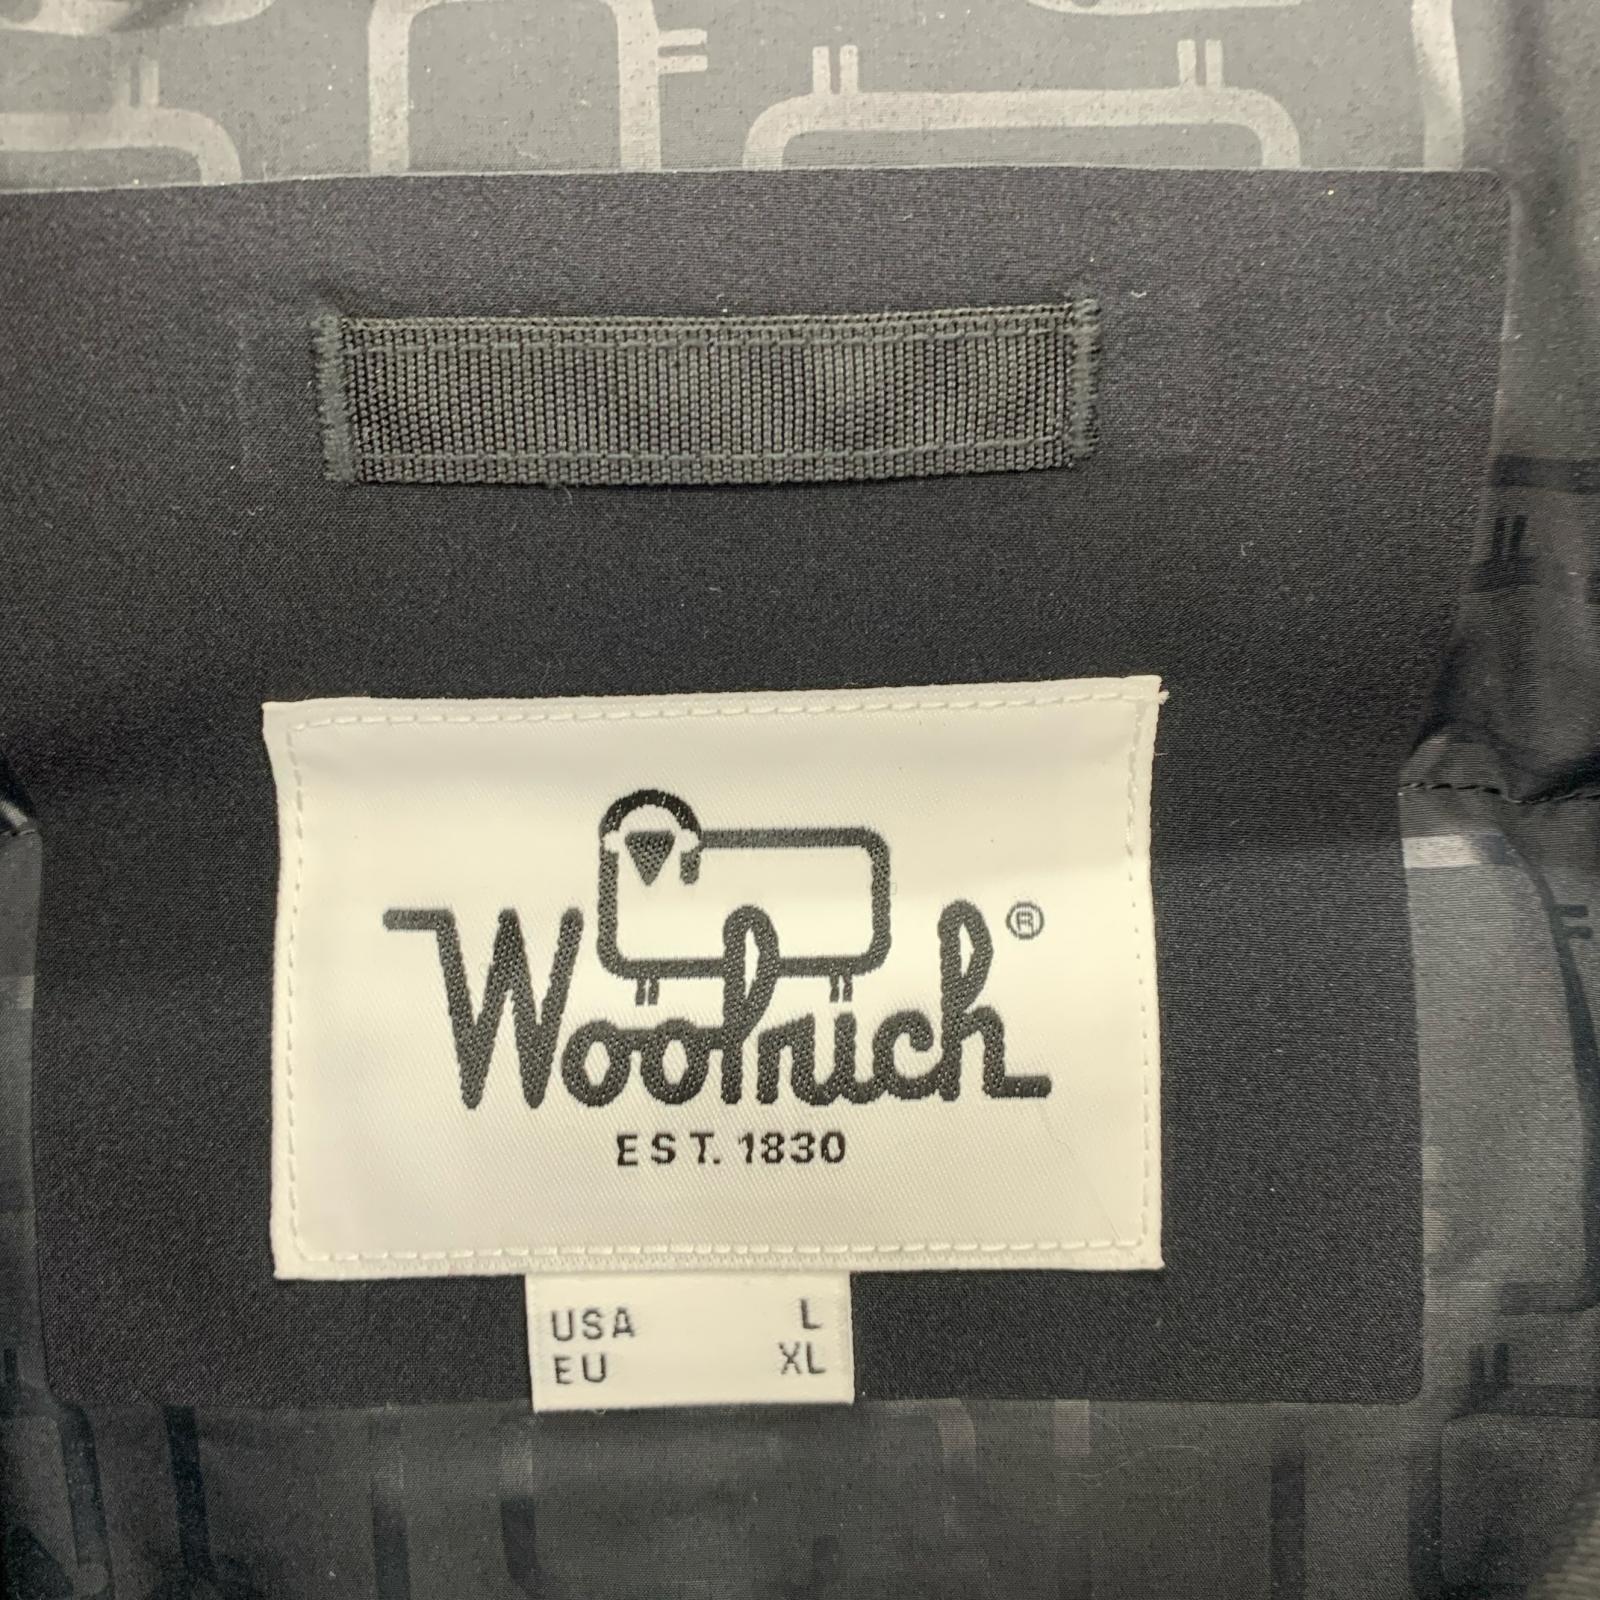 Woolrich®
EST. 1830
USA L
EU XL